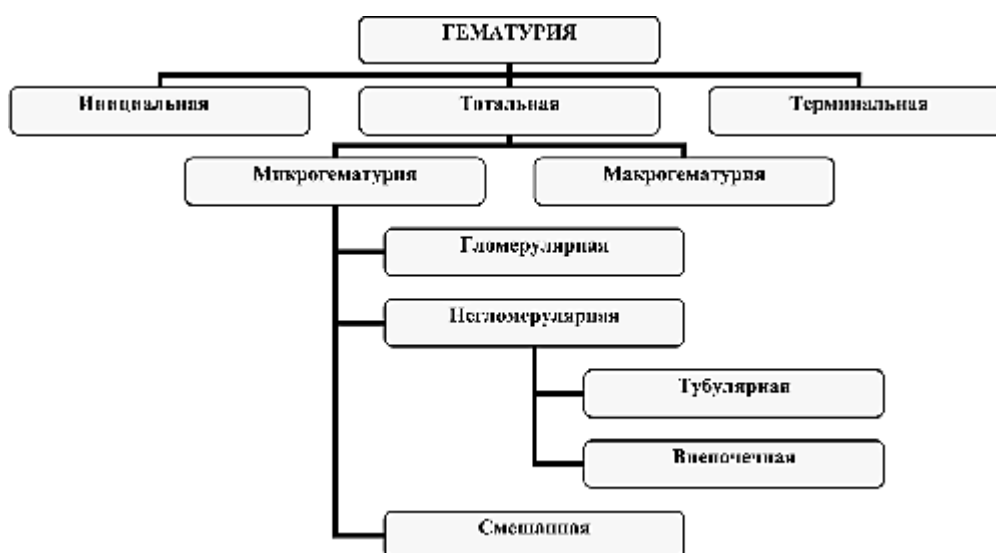 ГЕМАТУРИЯ
Инициальная
Тотальная
Терминальная
Микрогематурия
Макрогематурия
Гломерулярная
Негломерулярная
Тубулярная
Внепочечная
Смешанная